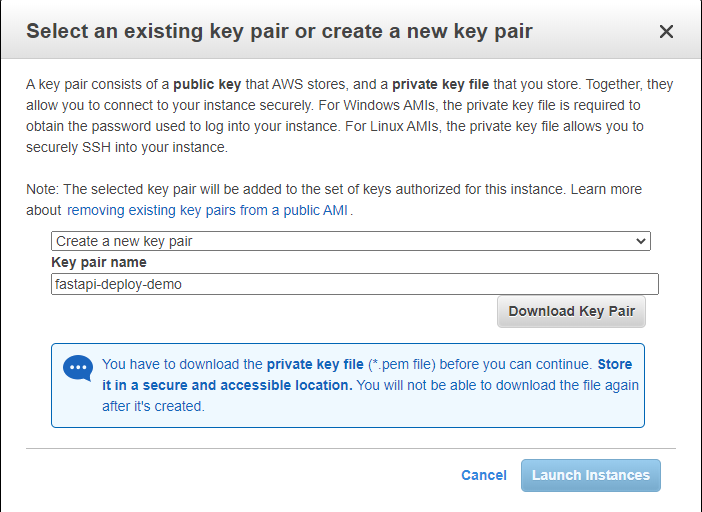 Select an existing key pair or create a new key pair
A key pair consists of a public key that AWS stores, and a private key file that you store. Together, they
allow you to connect to your instance securely. For Windows AMIs, the private key file is required to
obtain the password used to log into your instance. For Linux AMIs, the private key file allows you to
securely SSH into your instance.
Note: The selected key pair will be added to the set of keys authorized for this instance. Learn more
about removing existing key pairs from a public AMI.
Create a new key pair
Key pair name
fastapi-deploy-demo
Download Key Pair
You have to download the private key file (*.pem file) before you can continue. Store
it in a secure and accessible location. You will not be able to download the file again
after it's created.
Cancel Launch Instances